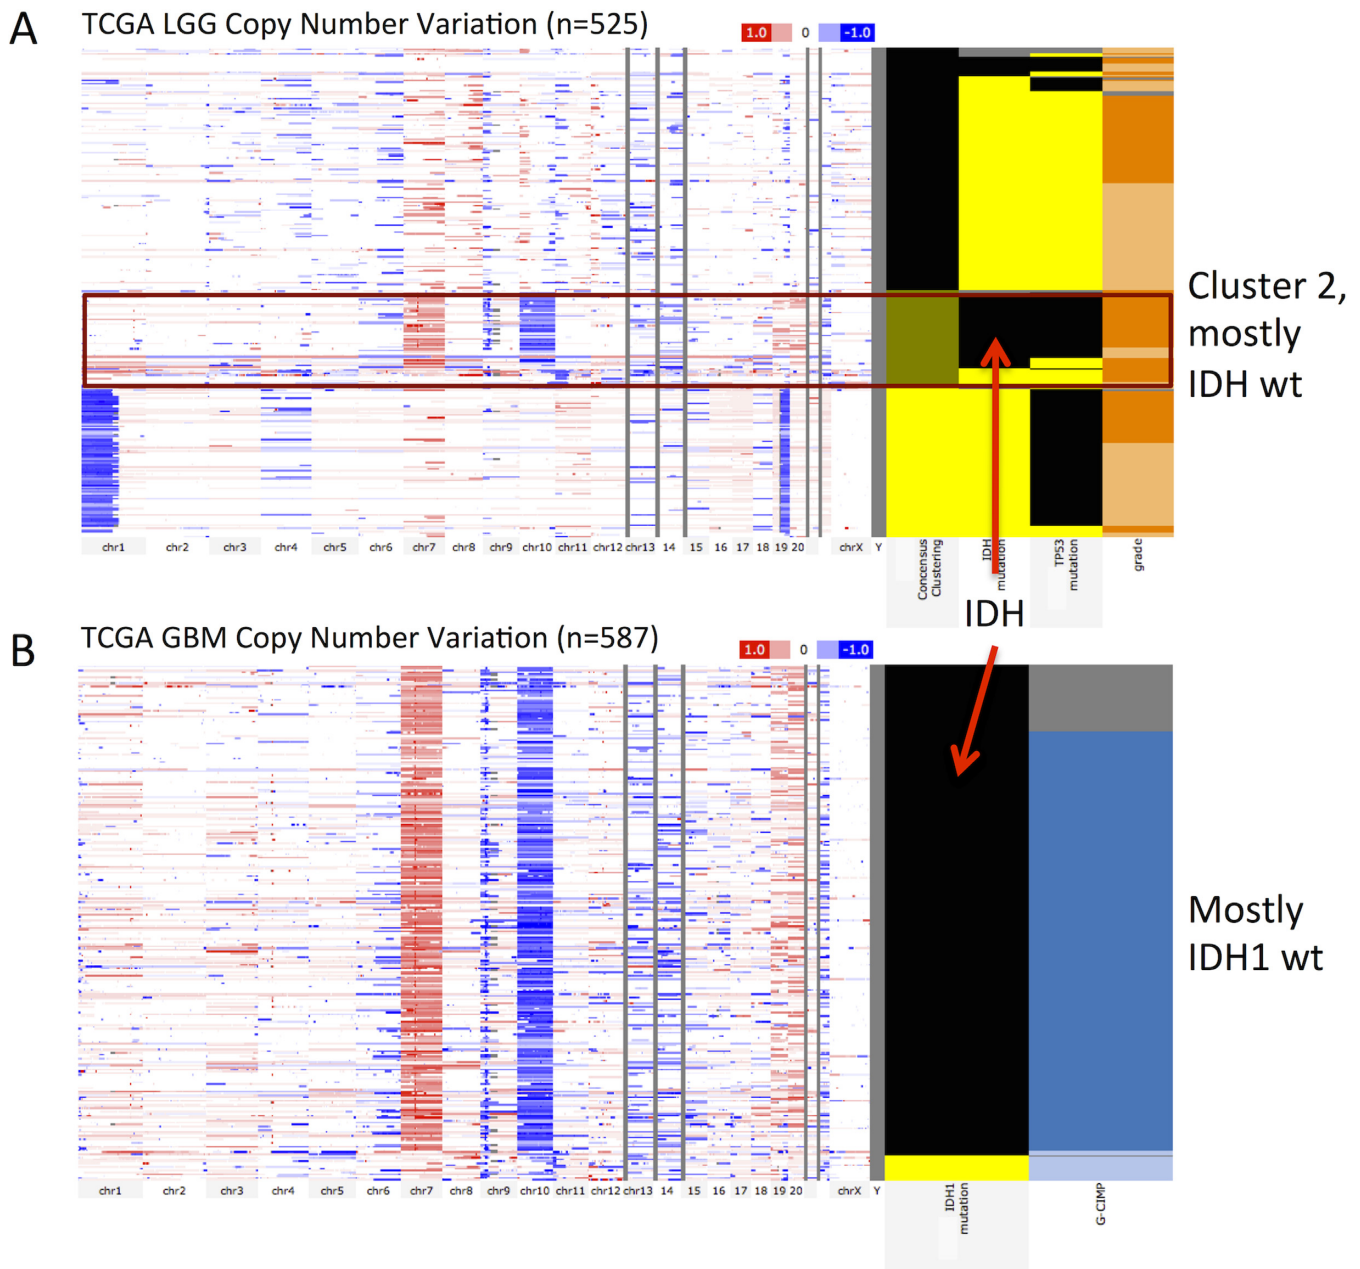 A
TCGA LGG Copy Number Variation (n=525)
1.0 0 -1.0
Cluster 2,
mostly
IDH wt
chr1 chr2 chr3 chr4 chr5 chr6 chr7 chr8 chr9 chr10 chr11 chr12 chr13 14 15 16 17 18 19 20 chrX Y
Concensus
Clustering
IDH
mutation
TP53
mutation
grade
IDH
B
TCGA GBM Copy Number Variation (n=587)
1.0 0 -1.0
Mostly
IDH1 wt
chr1 chr2 chr3 chr4 chr5 chr6 chr7 chr8 chr9 chr10 chr11 chr12 chr13 14 15 16 17 18 19 20 chrX Y
IDH1
mutation
G-CIMP